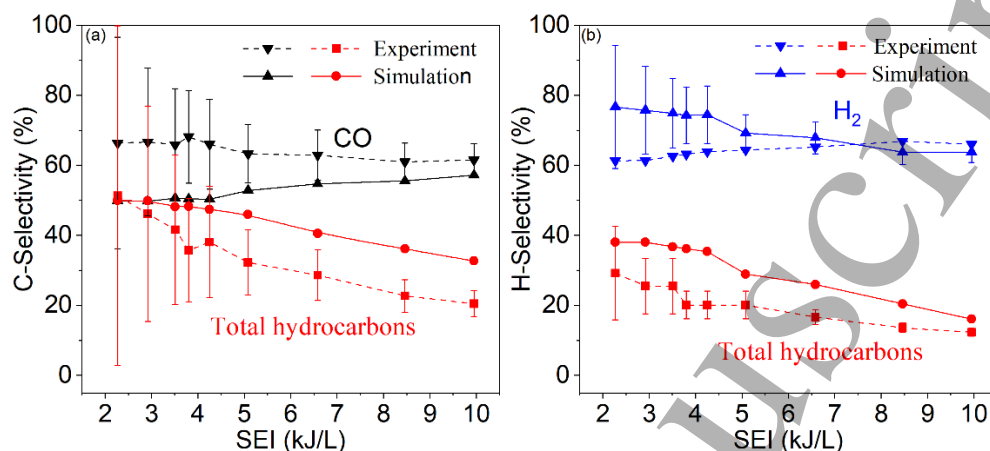 (a)
Experiment
Simulation
CO
Total hydrocarbons
C-Selectivity (%)
100
80
60
40
20
0
2 3 4 5 6 7 8 9 10
SEI (kJ/L)
(b)
Experiment
Simulation
H2
Total hydrocarbons
H-Selectivity (%)
100
80
60
40
20
0
2 3 4 5 6 7 8 9 10
SEI (kJ/L)
uscri